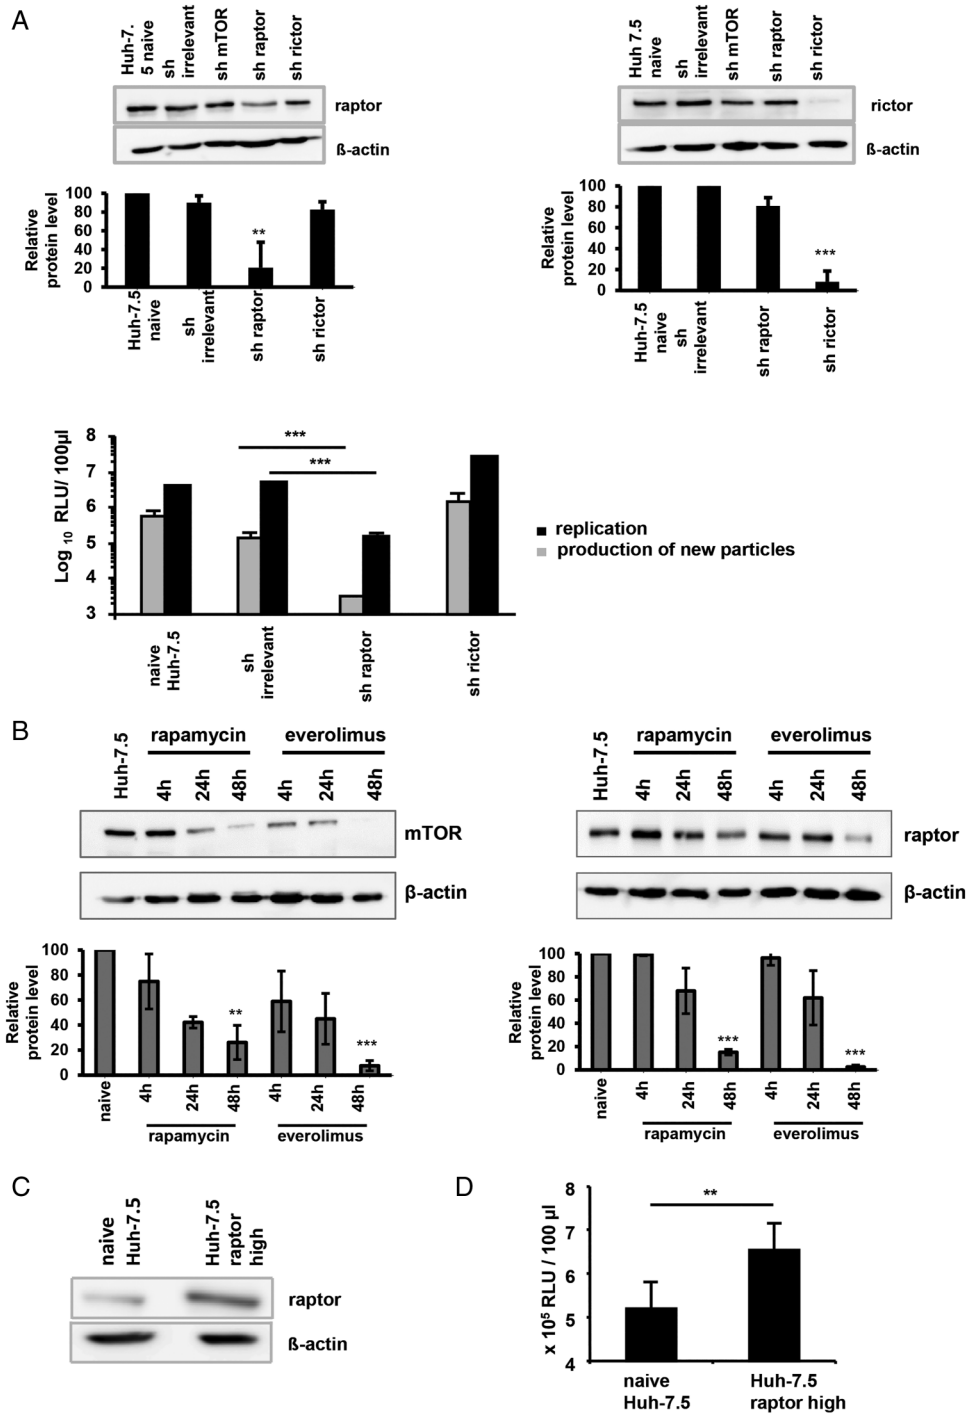 A
Huh-7.
5 naive
sh
irrelevant
sh mTOR
sh raptor
sh rictor
raptor
ß-actin
Relative
protein level
100
80
60
40
20
0
**
Huh-7.5
naive
sh
irrelevant
sh raptor
sh rictor
Huh 7.5
naive
sh
irrelevant
sh mTOR
sh raptor
sh rictor
rictor
ß-actin
Relative
protein level
100
80
60
40
20
0
***
Huh-7.5
naive
sh
irrelevant
sh raptor
sh rictor
Log 10 RLU/ 100µl
8
7
6
5
4
3
***
***
naive
Huh-7.5
sh
irrelevant
sh raptor
sh rictor
replication
production of new particles
B
Huh-7.5
rapamycin
everolimus
4h
24h
48h
4h
24h
48h
mTOR
β-actin
Relative
protein level
100
80
60
40
20
0
**
***
naive
4h
24h
48h
4h
24h
48h
rapamycin
everolimus
Huh-7.5
rapamycin
everolimus
4h
24h
48h
4h
24h
48h
raptor
β-actin
Relative
protein level
100
80
60
40
20
0
***
***
naive
4h
24h
48h
4h
24h
48h
rapamycin
everolimus
C
naive
Huh-7.5
Huh-7.5
raptor
high
raptor
ß-actin
D
x 10⁵ RLU / 100 µl
8
7
6
5
4
**
naive
Huh-7.5
Huh-7.5
raptor high